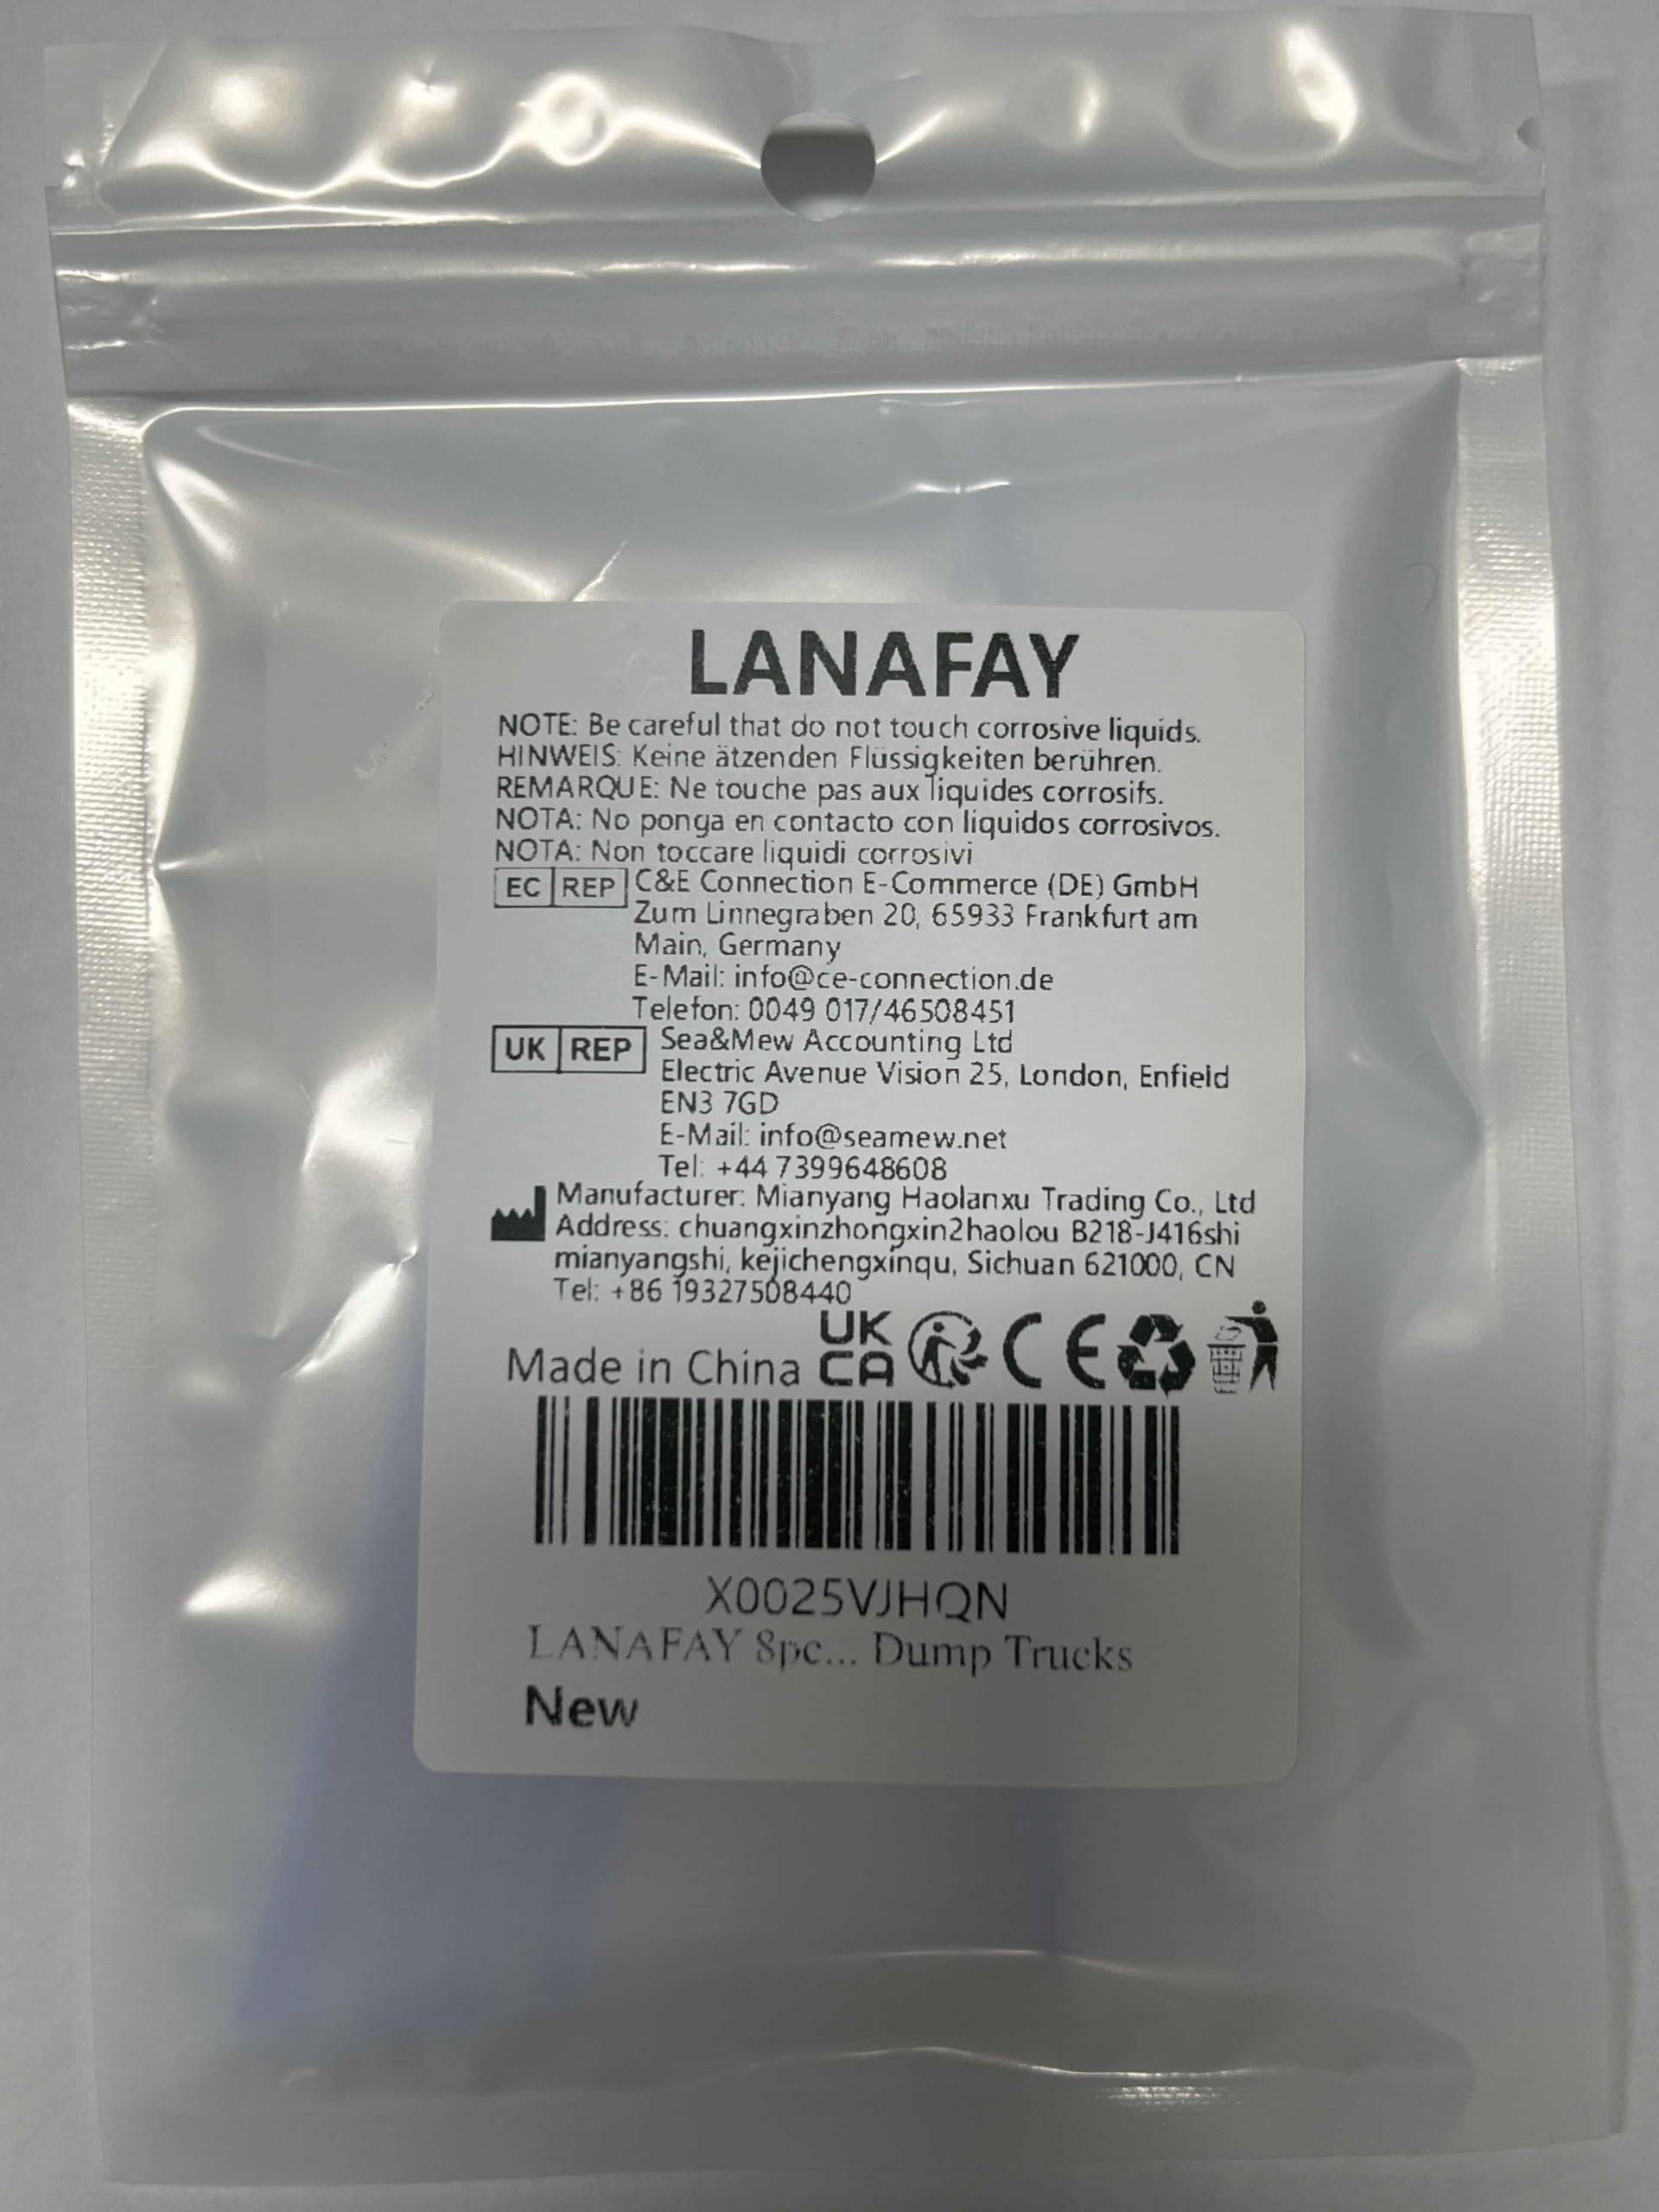 LANAFAY
NOTE: Be careful that do not touch corrosive liquids.
HINWEIS: Keine ätzenden Flüssigkeiten berühren.
REMARQUE: Ne touche pas aux liquides corrosifs.
NOTA: No ponga en contacto con líquidos corrosivos.
NOTA: Non toccare liquidi corrosivi
EC REP C&E Connection E-Commerce (DE) GmbH
Zum Linnegraben 20, 65933 Frankfurt am
Main, Germany
E-Mail: info@ce-connection.de
Telefon: 0049 017/46508451
UK REP Sea&Mew Accounting Ltd
Electric Avenue Vision 25, London, Enfield
EN3 7GD
E-Mail: info@seamew.net
Tel: +44 7399648608
Manufacturer: Mianyang Haolanxu Trading Co., Ltd
Address: chuangxinzhongxin2haolou B218-J416shi
mianyangshi, kejichengxinqu, Sichuan 621000, CN
Tel: +86 19327508440
Made in China UK CA CE
X0025VJHQN
LANAFAY 8pc... Dump Trucks
New